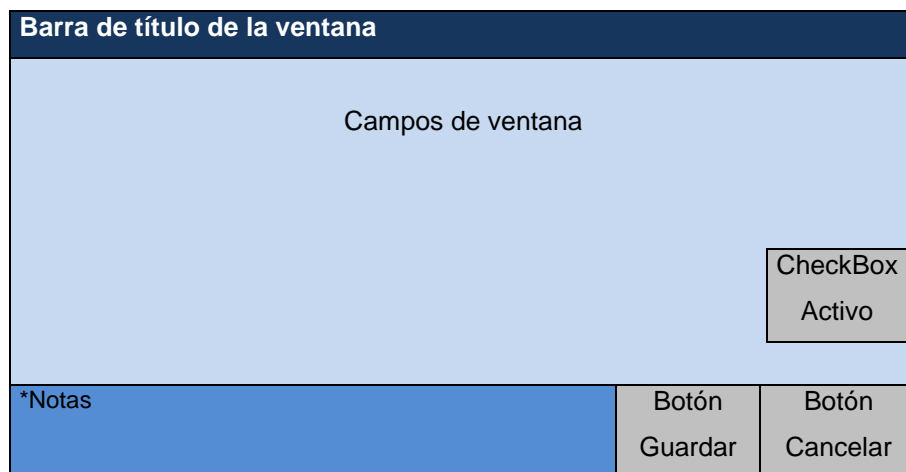 Barra de título de la ventana
Campos de ventana
CheckBox
Activo
*Notas
Botón
Guardar
Botón
Cancelar